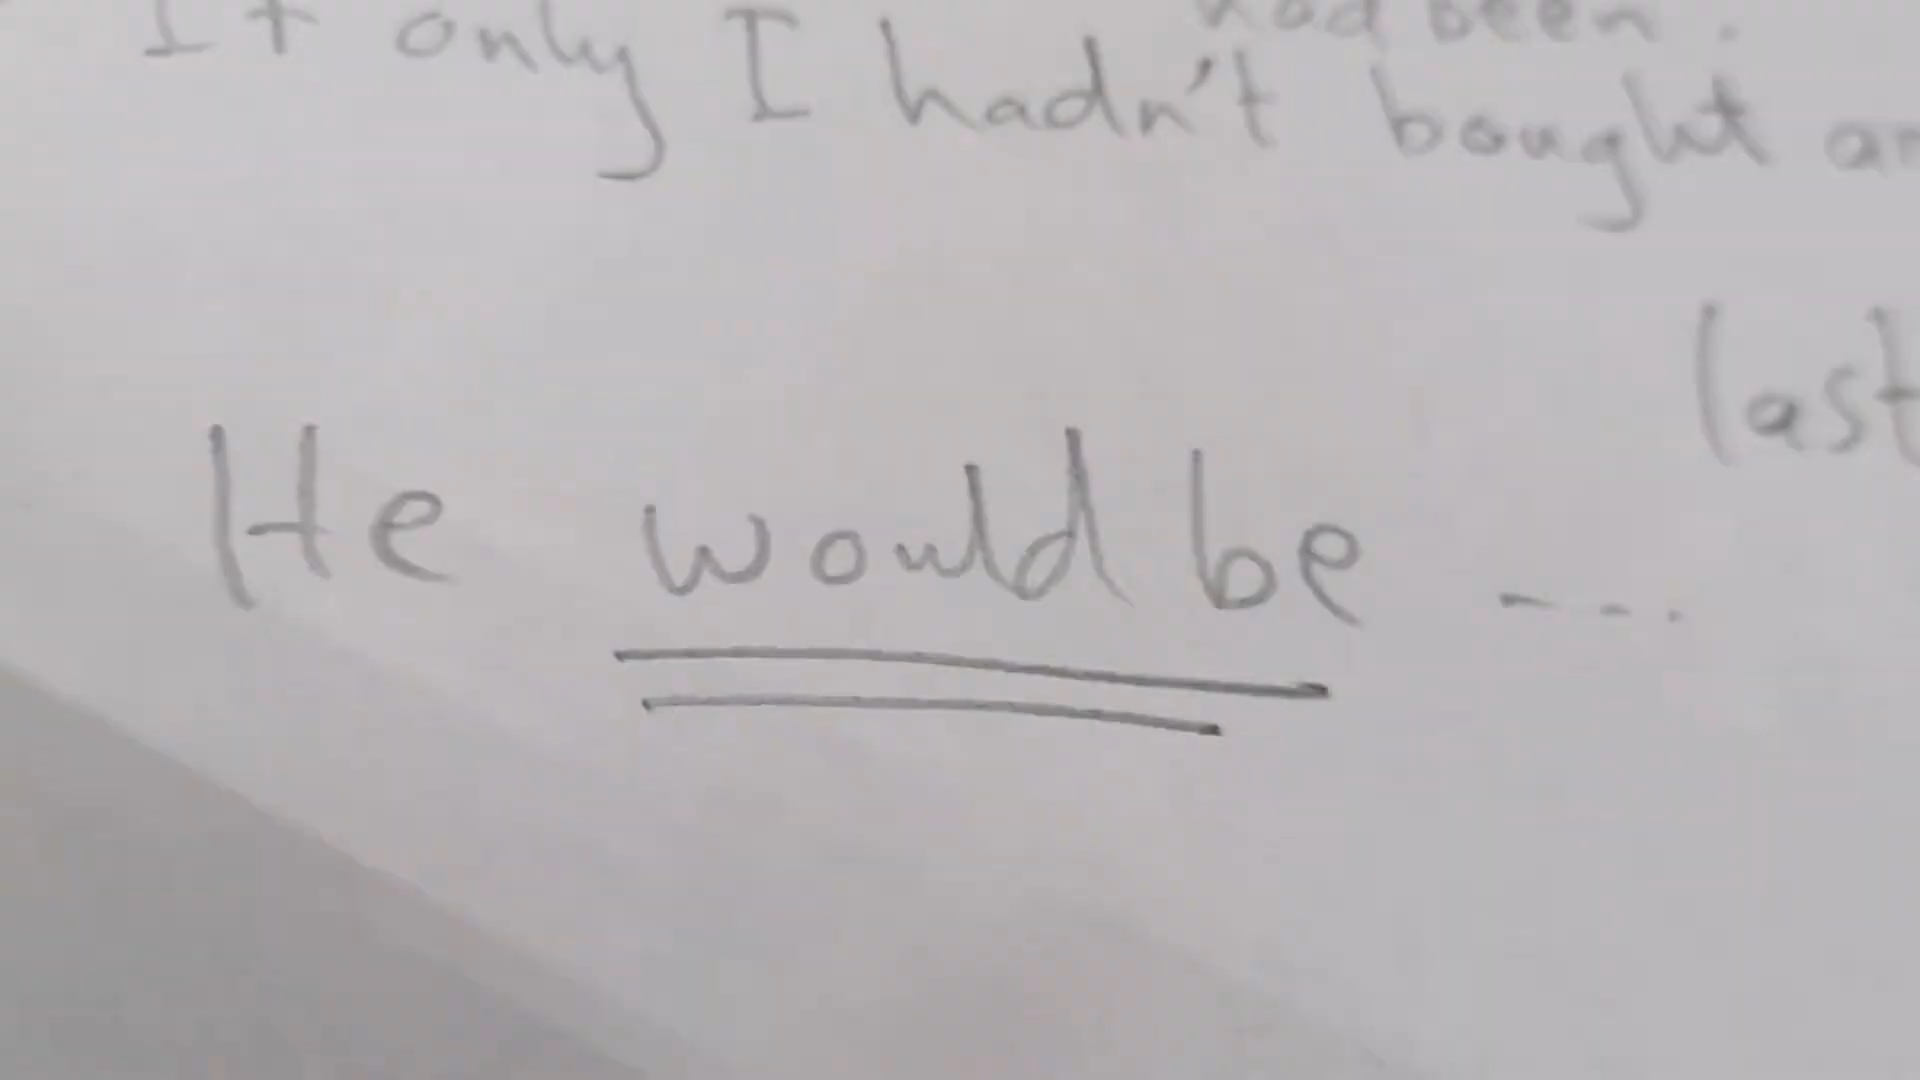 had been.
If only I hadn't bought
last
He would be ----